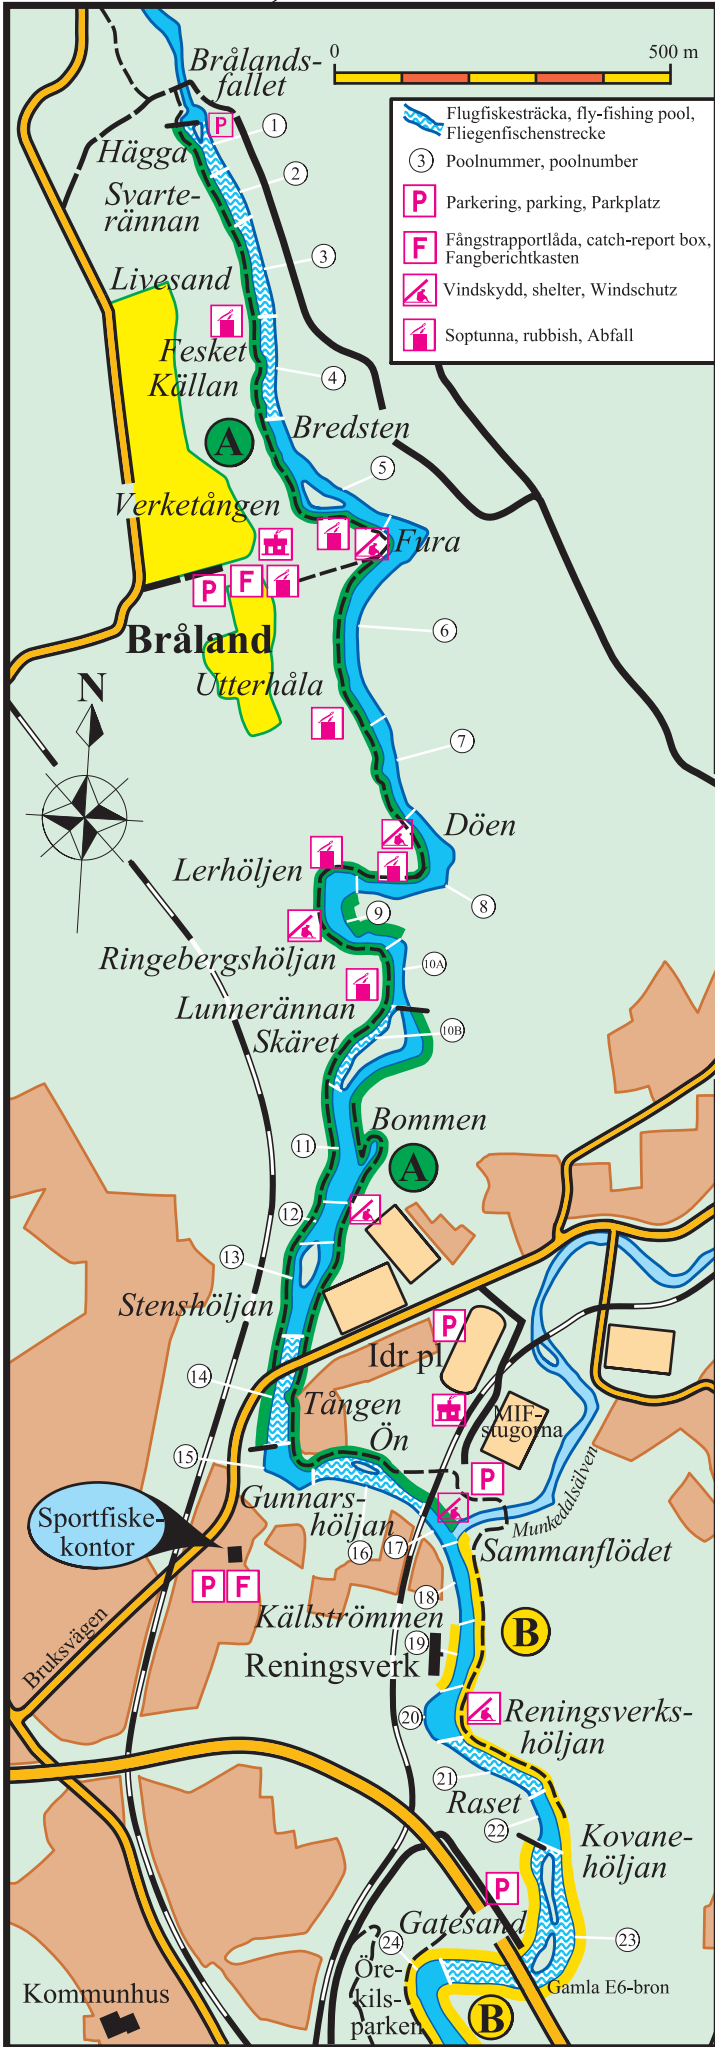 Brålands-
fallet
0
500 m
Flugfiskesträcka, fly-fishing pool,
Fliegenfischenstrecke
3 Poolnummer, poolnumber
P Parkering, parking, Parkplatz
F Fångstrapportlåda, catch-report box,
Fangberichtkasten
Vindskydd, shelter, Windschutz
Soptunna, rubbish, Abfall
P
1
Hägga
2
Svarte-
rännan
3
Livesand
Fesket
Källan
4
A
Bredsten
5
Verketången
Fura
P
F
Bråland
6
Utterhåla
N
7
Döen
Lerhöljen
8
9
Ringebergshöljan
10A
Lunnerännan
Skäret
10B
Bommen
11
A
12
13
Stenshöljan
P
Idr pl
14
Tången
Ön
MIF-
stugorna
15
P
Gunnars-
höljan
Munkedalsälven
Sportfiske-
kontor
16
17
Sammanflödet
P
F
18
Källströmmen
B
19
Reningsverk
Bruksvägen
20
Reningsverks-
höljan
21
Raset
22
Kovane-
höljan
P
Gatesand
23
24
Öre-
kils-
parken
Gamla E6-bron
Kommunhus
B